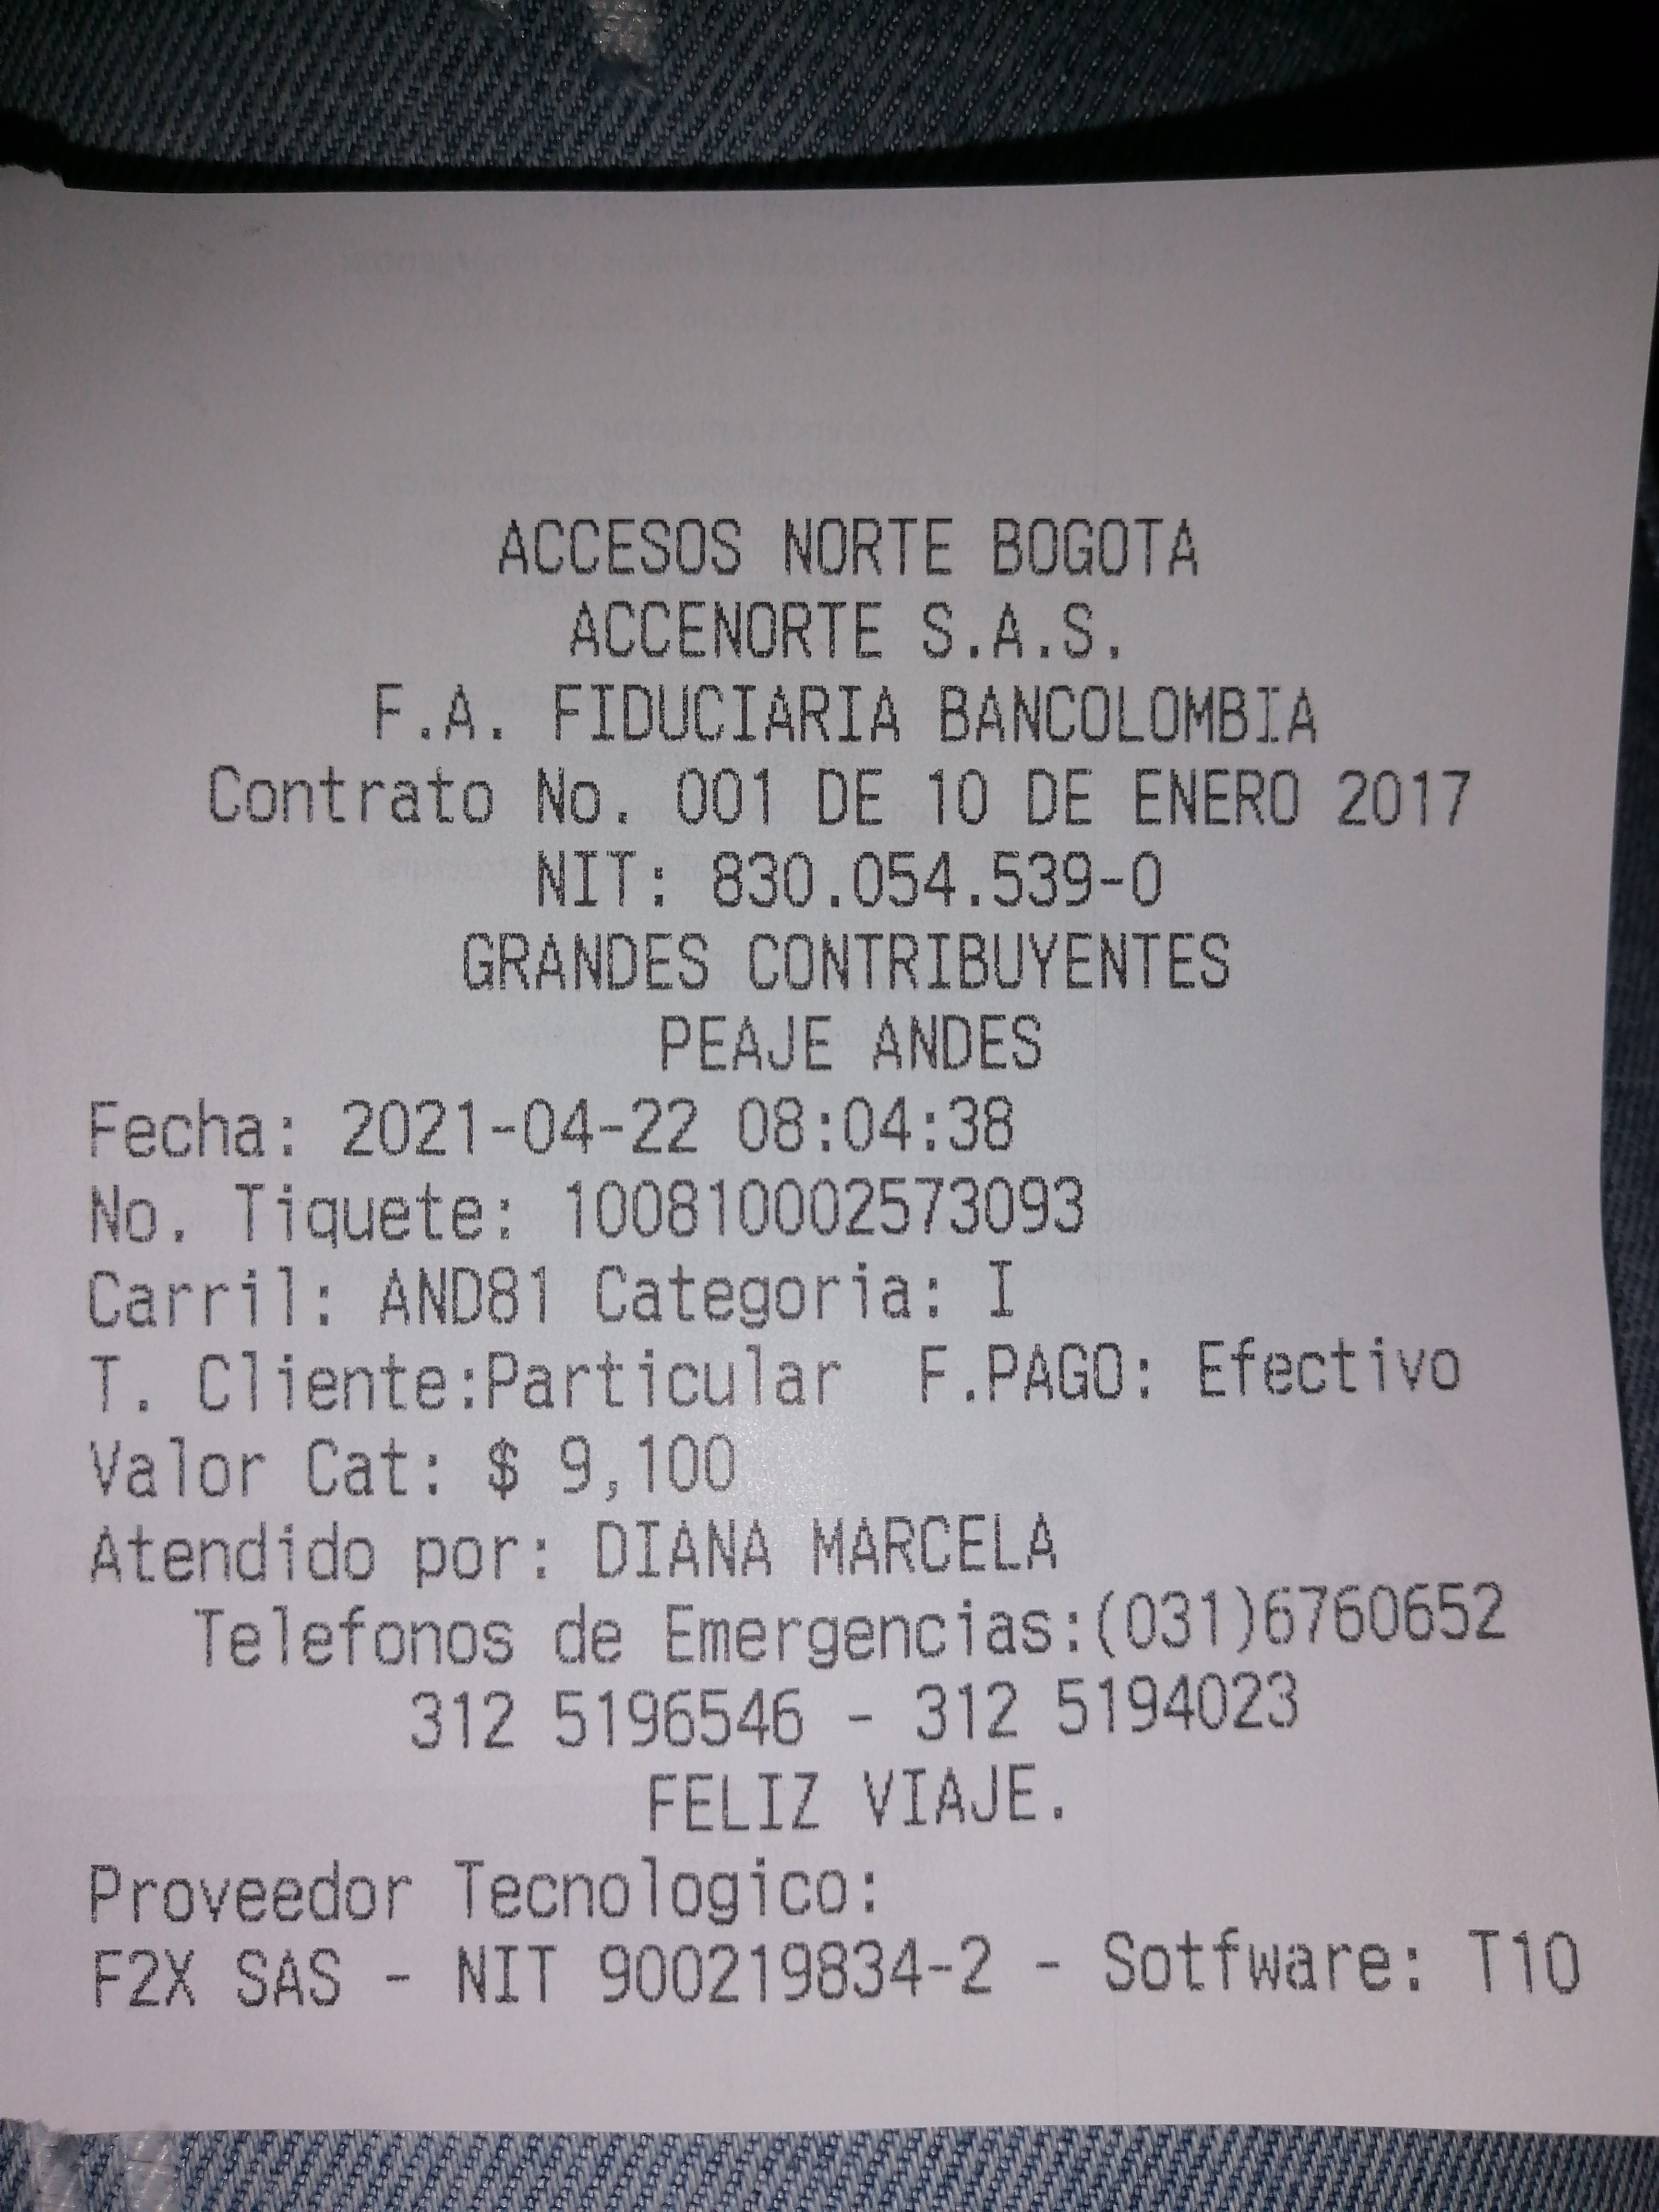 ACCESOS NORTE BOGOTA
ACCENORTE S.A.S.
F.A. FIDUCIARIA BANCOLOMBIA
Contrato No. 001 DE 10 DE ENERO 2017
NIT: 830.054.539-0
GRANDES CONTRIBUYENTES
PEAJE ANDES
Fecha: 2021-04-22 08:04:38
No. Tiquete: 100810002573093
Carril: AND81 Categoria: I
T. Cliente:Particular F.PAGO: Efectivo
Valor Cat: $ 9,100
Atendido por: DIANA MARCELA
Telefonos de Emergencias:(031)6760652
312 5196546 - 312 5194023
FELIZ VIAJE.
Proveedor Tecnologico:
F2X SAS - NIT 900219834-2 - Sotfware: T10